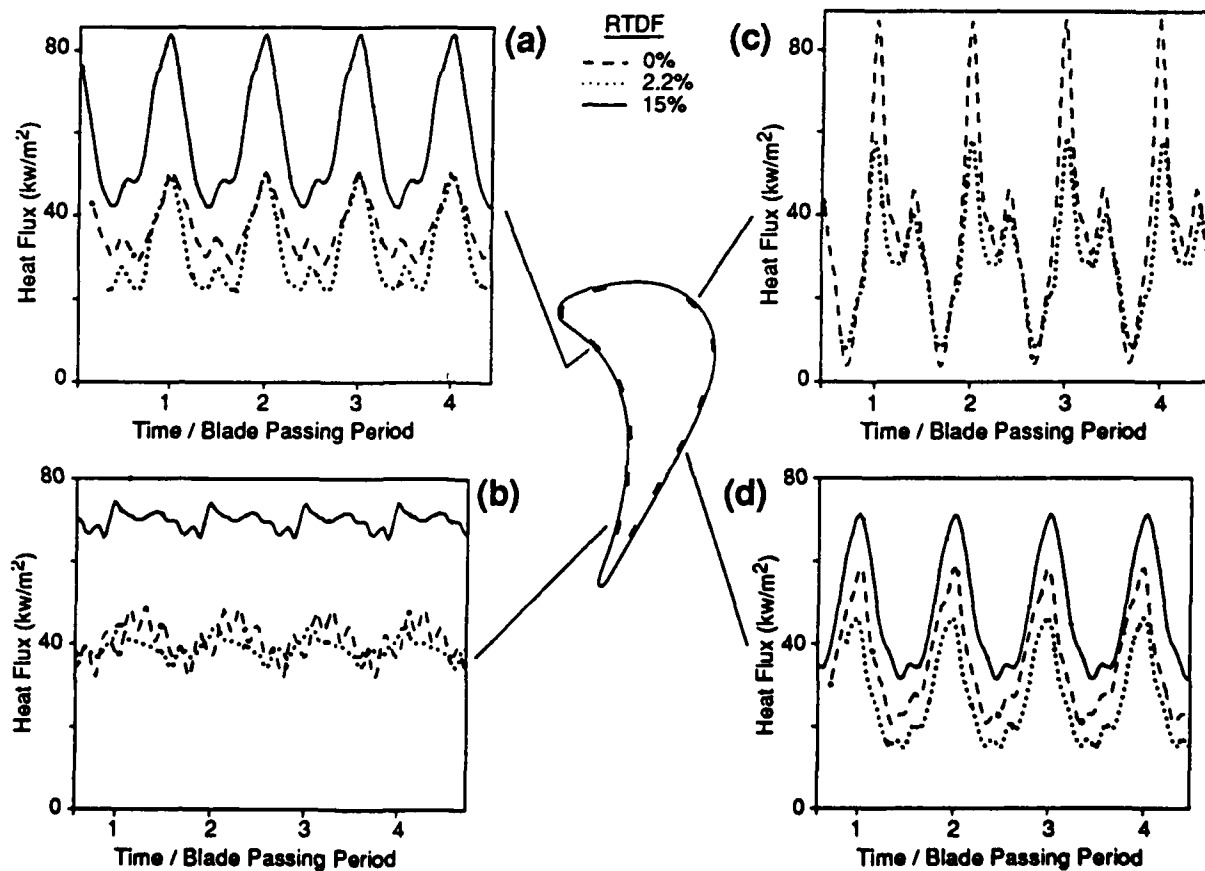 (a)
80
40
0
Heat Flux (kw/m²)
1 2 3 4
Time / Blade Passing Period
RTDF
0%
2.2%
15%
(c)
80
40
0
Heat Flux (kw/m²)
1 2 3 4
Time / Blade Passing Period
(b)
80
40
0
Heat Flux (kw/m²)
1 2 3 4
Time / Blade Passing Period
(d)
80
40
0
Heat Flux (kw/m²)
1 2 3 4
Time / Blade Passing Period